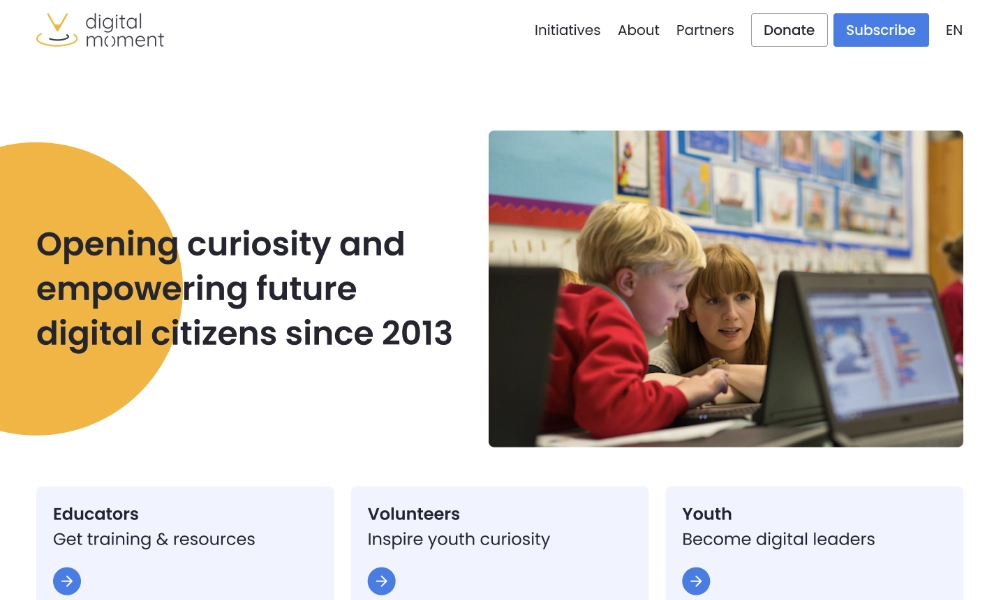 digital
moment
Initiatives
About
Partners
Donate
Subscribe
EN
Opening curiosity and
empowering future
digital citizens since 2013
Educators
Get training & resources
Volunteers
Inspire youth curiosity
Youth
Become digital leaders